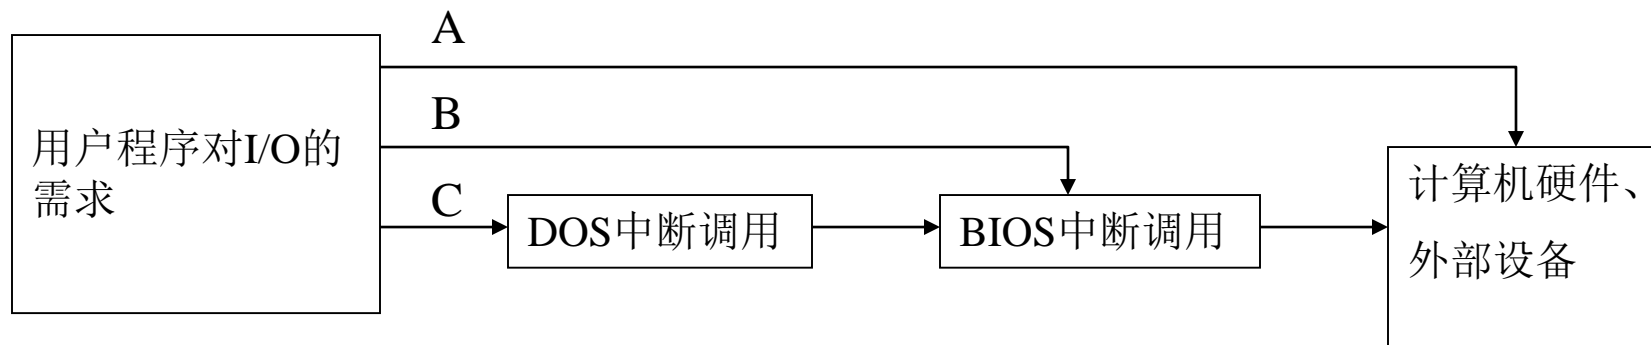 A
B
用户程序对I/O的
需求
C
DOS中断调用
BIOS中断调用
计算机硬件、
外部设备